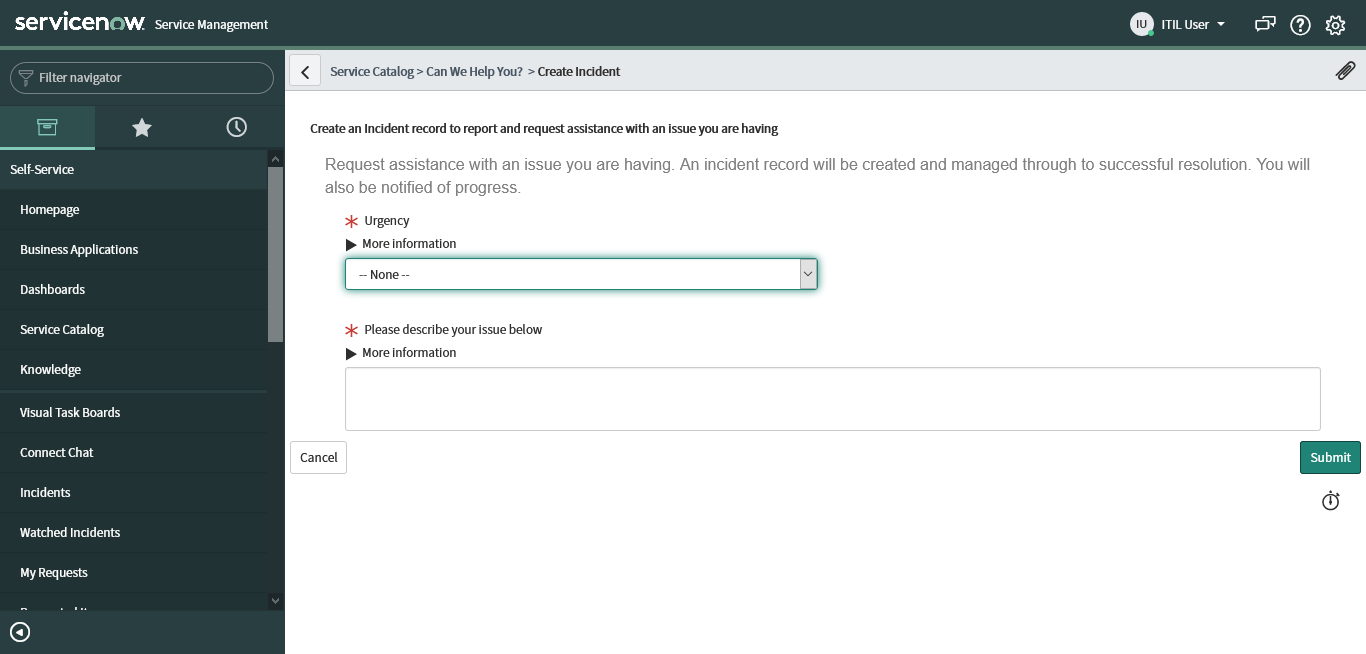 servicenow Service Management
IU ITIL User
Filter navigator
Self-Service
Homepage
Business Applications
Dashboards
Service Catalog
Knowledge
Visual Task Boards
Connect Chat
Incidents
Watched Incidents
My Requests
Service Catalog > Can We Help You? > Create Incident
Create an Incident record to report and request assistance with an issue you are having
Request assistance with an issue you are having. An incident record will be created and managed through to successful resolution. You will
also be notified of progress.
Urgency
More information
-- None --
Please describe your issue below
More information
Cancel
Submit